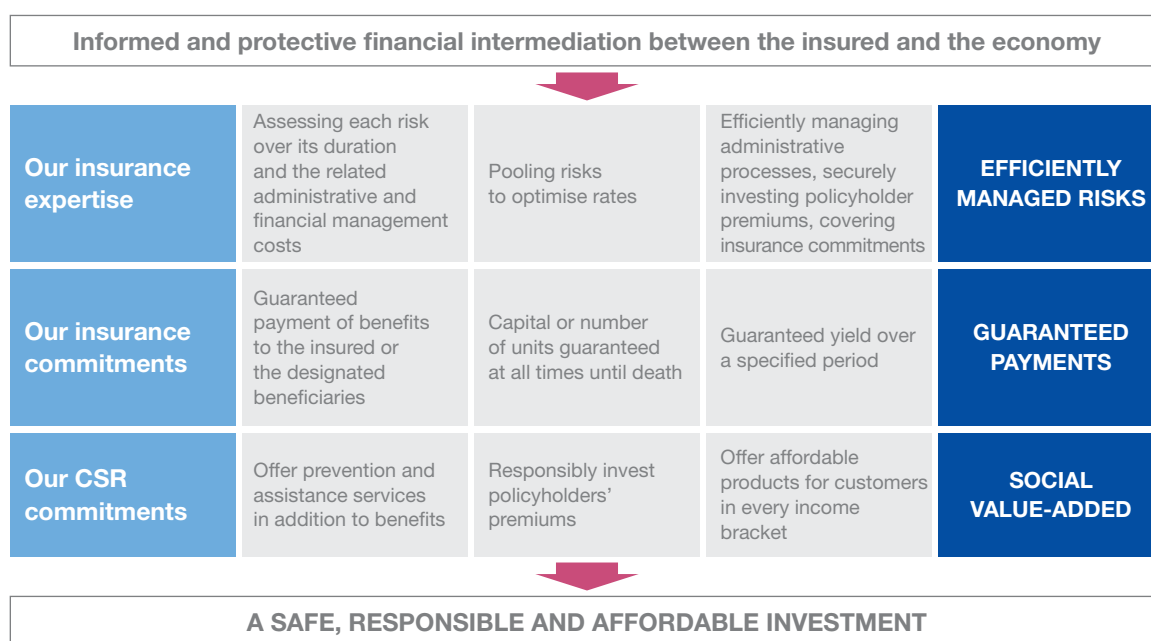 Informed and protective financial intermediation between the insured and the economy
Our insurance
expertise
Assessing each risk
over its duration
and the related
administrative and
financial management
costs
Pooling risks
to optimise rates
Efficiently managing
administrative
processes, securely
investing policyholder
premiums, covering
insurance commitments
EFFICIENTLY
MANAGED RISKS
Our insurance
commitments
Guaranteed
payment of benefits
to the insured or
the designated
beneficiaries
Capital or number
of units guaranteed
at all times until death
Guaranteed yield over
a specified period
GUARANTEED
PAYMENTS
Our CSR
commitments
Offer prevention and
assistance services
in addition to benefits
Responsibly invest
policyholders’
premiums
Offer affordable
products for customers
in every income
bracket
SOCIAL
VALUE-ADDED
A SAFE, RESPONSIBLE AND AFFORDABLE INVESTMENT